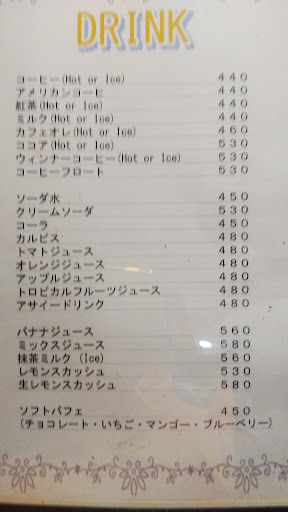 DRINK
コーヒー(Hot or Ice) 440
アメリカンコーヒ 440
紅茶(Hot or Ice) 440
ミルク(Hot or Ice) 440
カフェオレ(Hot or Ice) 460
ココア(Hot or Ice) 530
ウィンナーコーヒー(Hot or Ice) 530
コーヒーフロート 530
ソーダ水 450
クリームソーダ 530
コーラ 450
カルピス 480
トマトジュース 480
オレンジジュース 480
アップルジュース 480
トロピカルフルーツジュース 480
アサイードリンク 480
バナナジュース 560
ミックスジュース 580
抹茶ミルク (Ice) 560
レモンスカッシュ 530
生レモンスカッシュ 580
ソフトパフェ 450
(チョコレート・いちご・マンゴー・ブルーベリー)